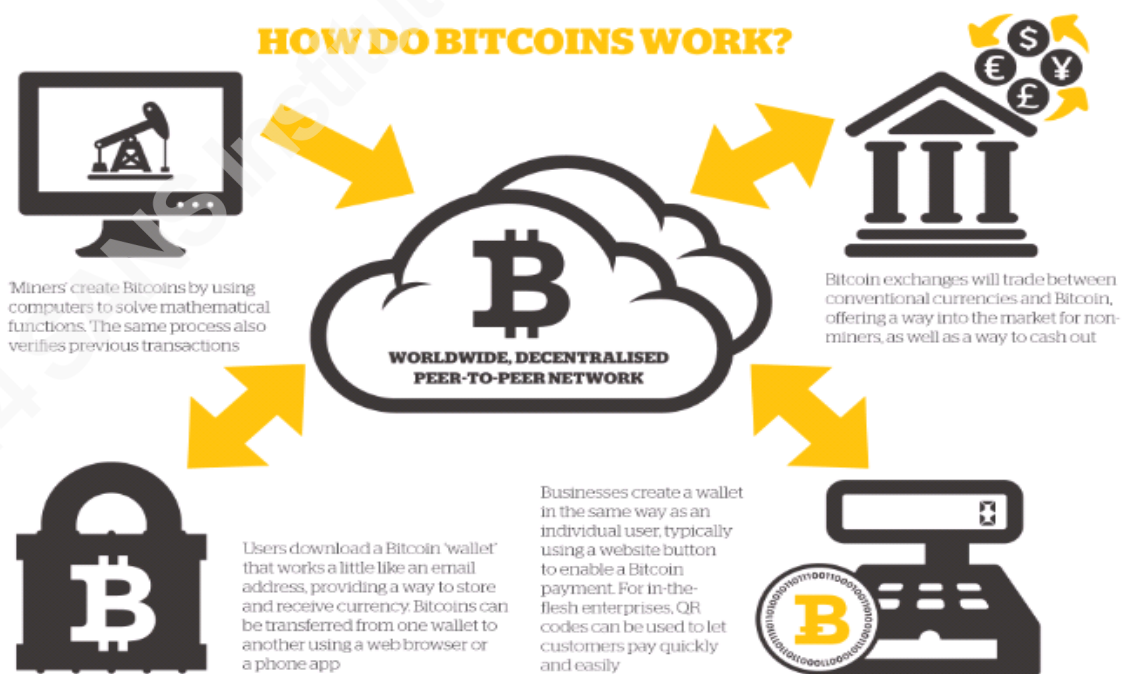 HOW DO BITCOINS WORK?
$
€
¥
£
'Miners' create Bitcoins by using
computers to solve mathematical
functions. The same process also
verifies previous transactions
WORLDWIDE, DECENTRALISED
PEER-TO-PEER NETWORK
Bitcoin exchanges will trade between
conventional currencies and Bitcoin,
offering a way into the market for non-
miners, as well as a way to cash out
Users download a Bitcoin 'wallet'
that works a little like an email
address, providing a way to store
and receive currency. Bitcoins can
be transferred from one wallet to
another using a web browser or
a phone app
Businesses create a wallet
in the same way as an
individual user, typically
using a website button
to enable a Bitcoin
payment. For in-the-
flesh enterprises, QR
codes can be used to let
customers pay quickly
and easily
4 SANS Institut